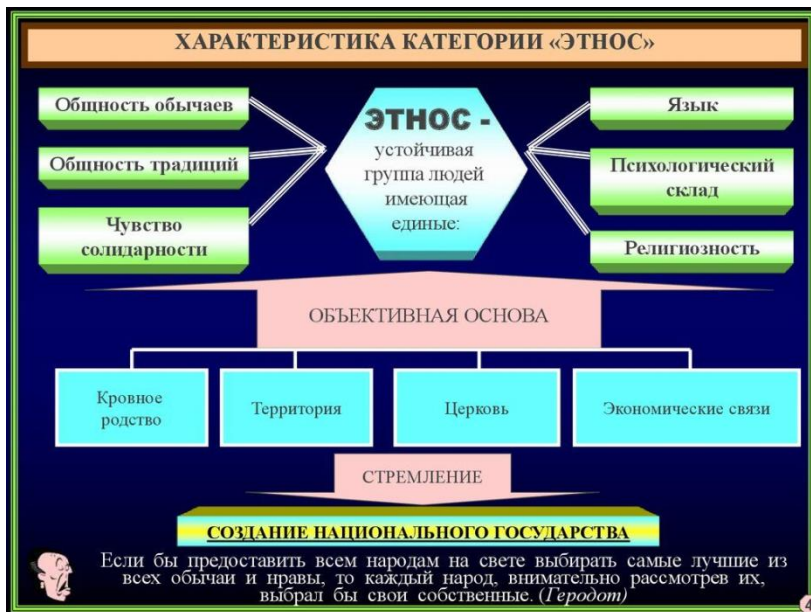 ХАРАКТЕРИСТИКА КАТЕГОРИИ «ЭТНОС»
Общность обычаев
Общность традиций
Чувство
солидарности
ЭТНОС -
устойчивая
группа людей
имеющая
единые:
Язык
Психологический
склад
Религиозность
ОБЪЕКТИВНАЯ ОСНОВА
Кровное
родство
Территория
Церковь
Экономические связи
СТРЕМЛЕНИЕ
СОЗДАНИЕ НАЦИОНАЛЬНОГО ГОСУДАРСТВА
Если бы предоставить всем народам на свете выбирать самые лучшие из
всех обычаи и нравы, то каждый народ, внимательно рассмотрев их,
выбрал бы свои собственные. (Геродот)